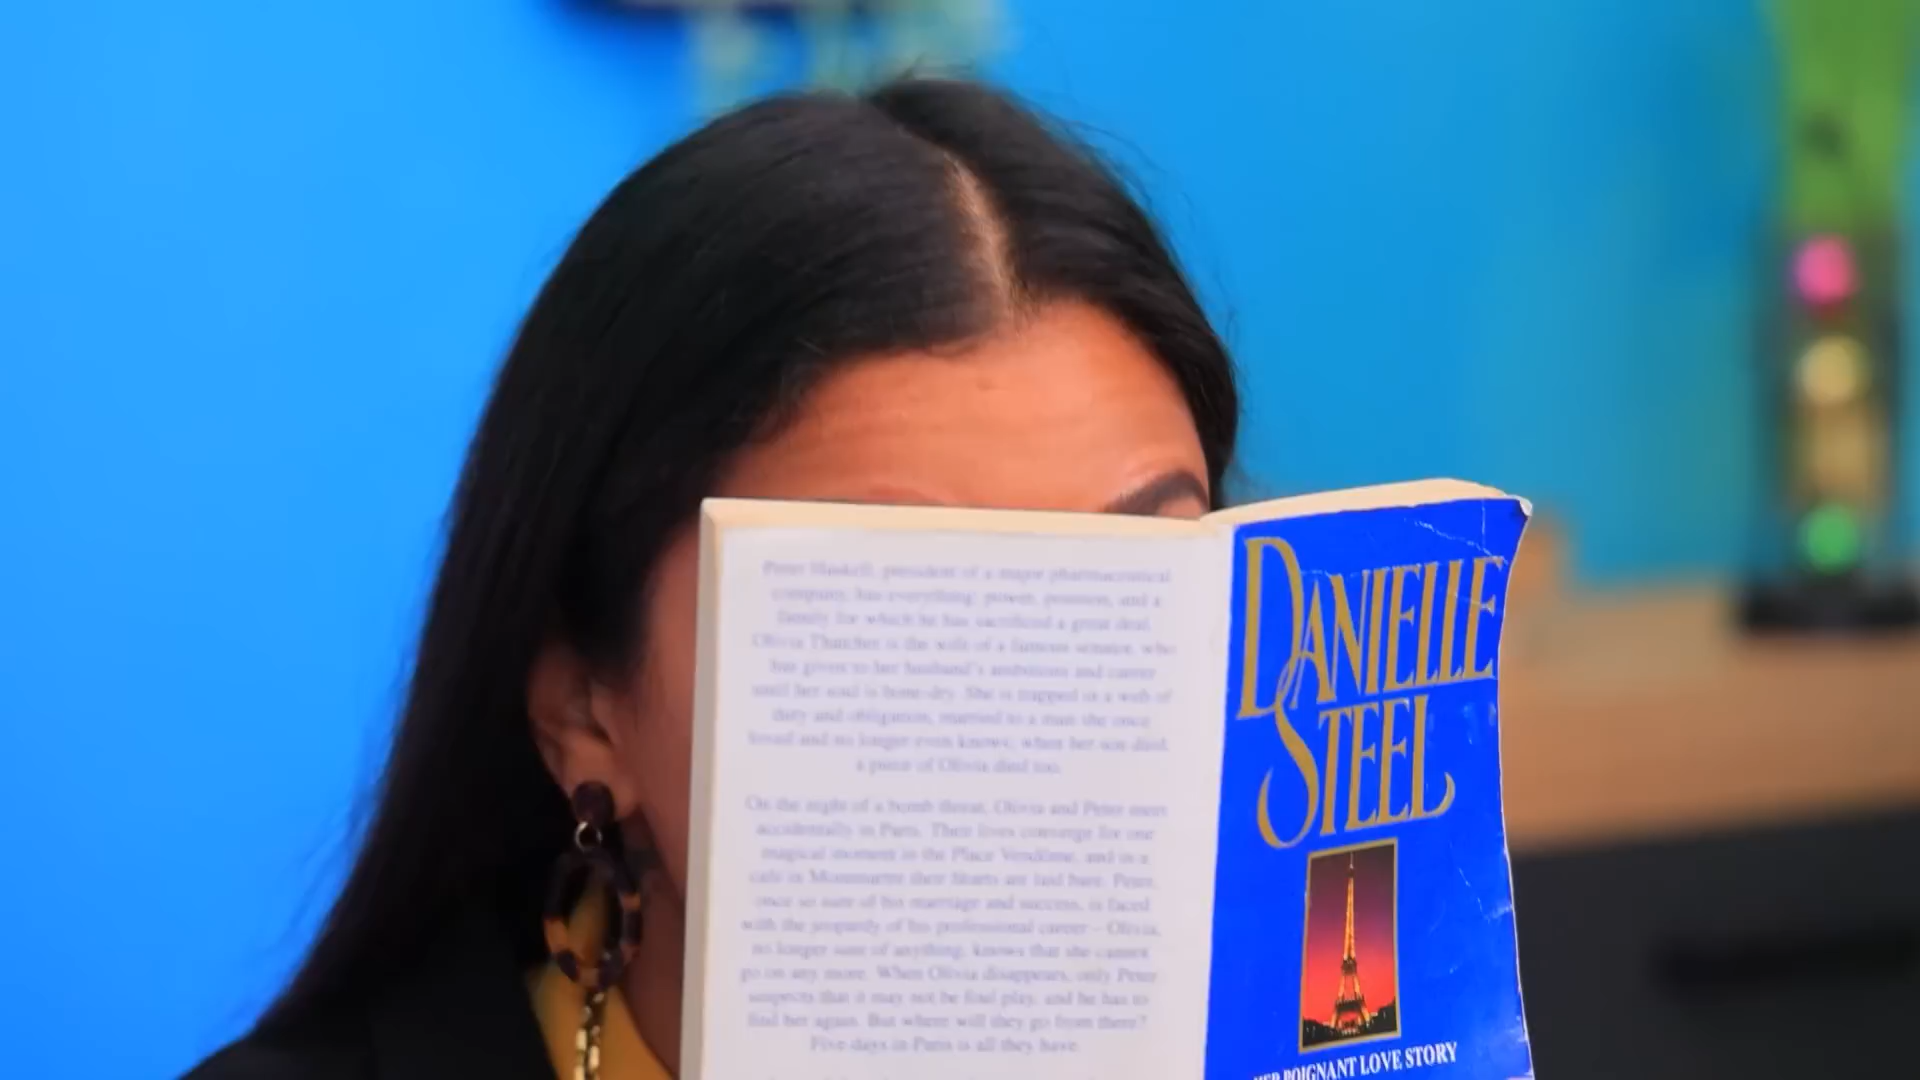 Peter Haskell, president of a major pharmaceutical
company, has everything: power, position, and a
family for which he has sacrificed a great deal.
Olivia Thatcher is the wife of a famous senator, who
has given to her husband's ambitions and career
until her soul is bone-dry. She is trapped in a web of
duty and obligation, married to a man she once
loved and no longer even knows; when her son died,
a piece of Olivia died too.
On the night of a bomb threat, Olivia and Peter meet
accidentally in Paris. Their lives converge for one
magical moment in the Place Vendôme, and in a
café in Montmartre their hearts are laid bare. Peter,
once so sure of his marriage and success, is faced
with the jeopardy of his professional career – Olivia,
no longer sure of anything, knows that she cannot
go on any more. When Olivia disappears, only Peter
suspects that it may not be foul play, and he has to
find her again. But where will they go from there?
Five days in Paris is all they have.
DANIELLE
STEEL
HER POIGNANT LOVE STORY